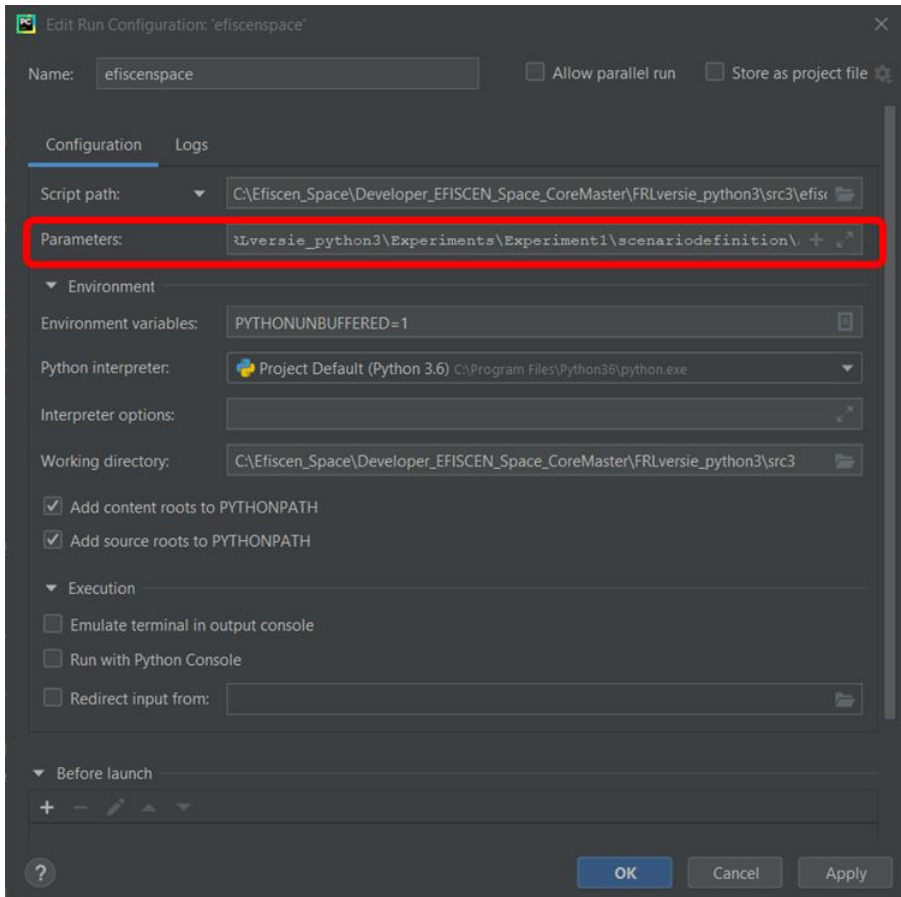 PC Edit Run Configuration: 'efiscenspace'
Name: efiscenspace Allow parallel run Store as project file
Configuration Logs
Script path: C:\Efiscen_Space\Developer_EFISCEN_Space_CoreMaster\FRLversie_python3\src3\efisc
Parameters: RLversie_python3\Experiments\Experiment1\scenariodefinition\.
Environment
Environment variables: PYTHONUNBUFFERED=1
Python interpreter: Project Default (Python 3.6) C:\Program Files\Python36\python.exe
Interpreter options:
Working directory: C:\Efiscen_Space\Developer_EFISCEN_Space_CoreMaster\FRLversie_python3\src3
Add content roots to PYTHONPATH
Add source roots to PYTHONPATH
Execution
Emulate terminal in output console
Run with Python Console
Redirect input from:
Before launch
? OK Cancel Apply